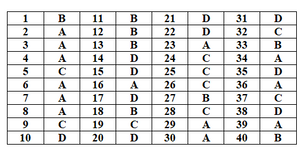 1 B 11 B 21 D 31 D
2 A 12 B 22 D 32 C
3 A 13 B 23 A 33 B
4 A 14 D 24 C 34 A
5 C 15 D 25 C 35 D
6 A 16 A 26 C 36 A
7 A 17 D 27 B 37 C
8 A 18 B 28 C 38 D
9 C 19 C 29 A 39 A
10 D 20 D 30 A 40 B